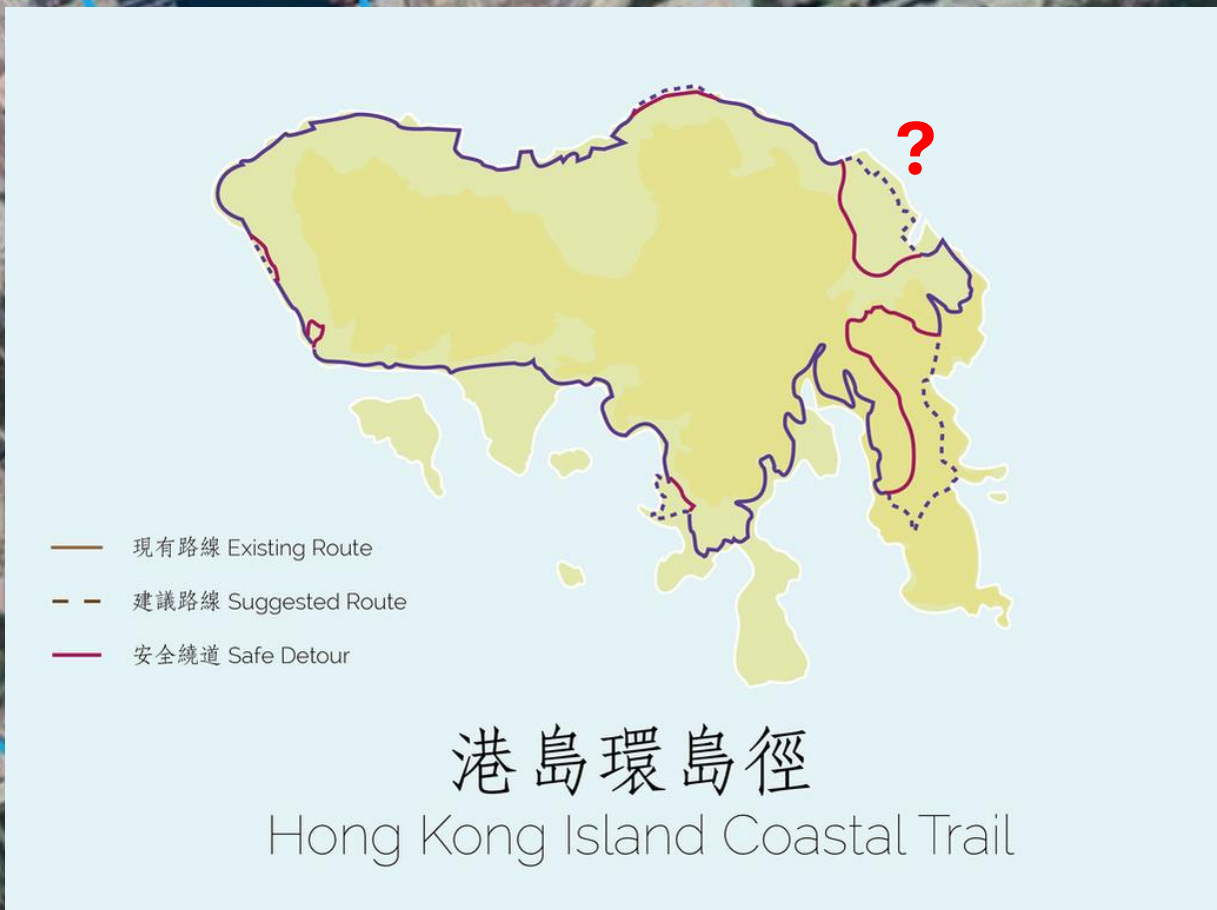 ?
現有路線 Existing Route
建議路線 Suggested Route
安全繞道 Safe Detour
港島環島徑
Hong Kong Island Coastal Trail